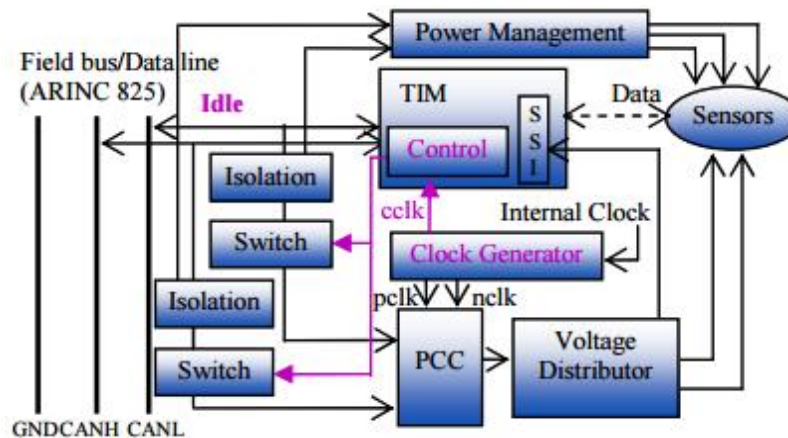 Power Management
Field bus/Data line
(ARINC 825)
Idle
TIM
Data
Sensors
S
S
I
Control
Isolation
cclk
Internal Clock
Switch
Clock Generator
pclk
nclk
Isolation
PCC
Voltage
Distributor
Switch
GNDCANH CANL